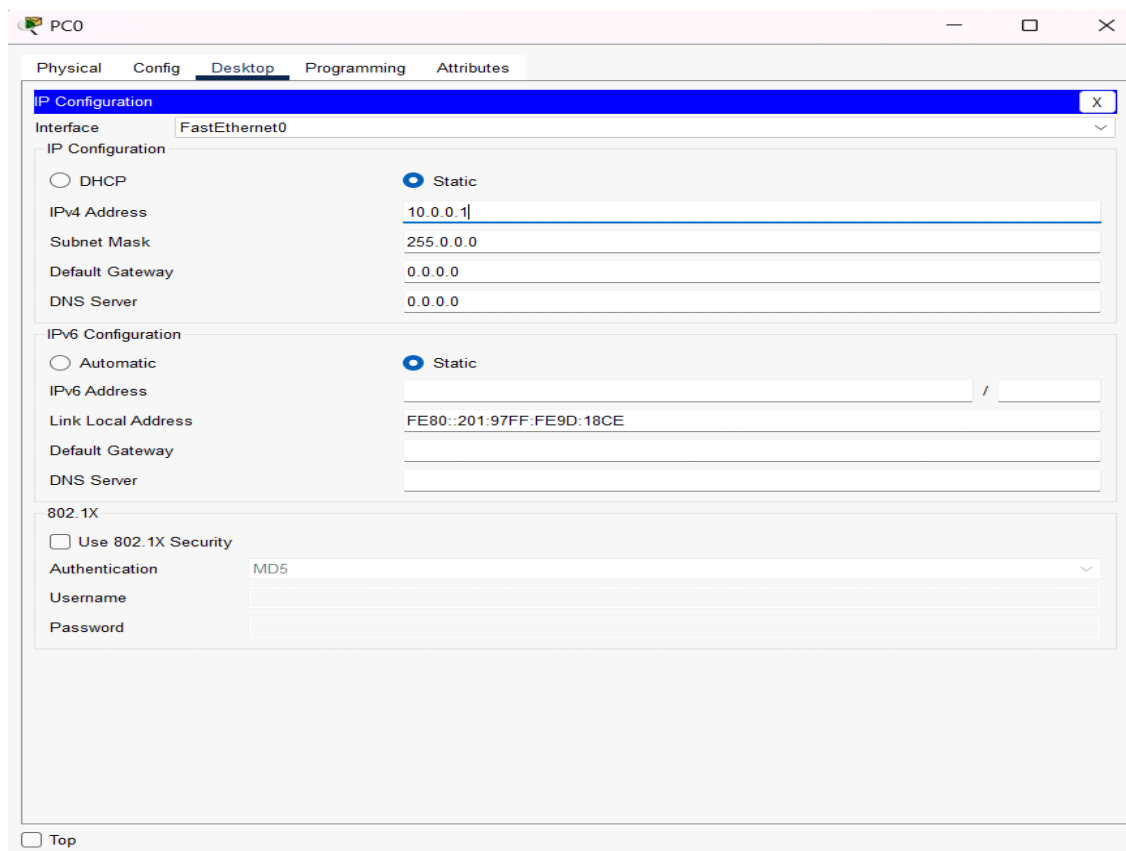 PC0
Physical Config Desktop Programming Attributes
IP Configuration X
Interface FastEthernet0
IP Configuration
DHCP Static
IPv4 Address 10.0.0.1
Subnet Mask 255.0.0.0
Default Gateway 0.0.0.0
DNS Server 0.0.0.0
IPv6 Configuration
Automatic Static
IPv6 Address /
Link Local Address FE80::201:97FF:FE9D:18CE
Default Gateway
DNS Server
802.1X
Use 802.1X Security
Authentication MD5
Username
Password
Top